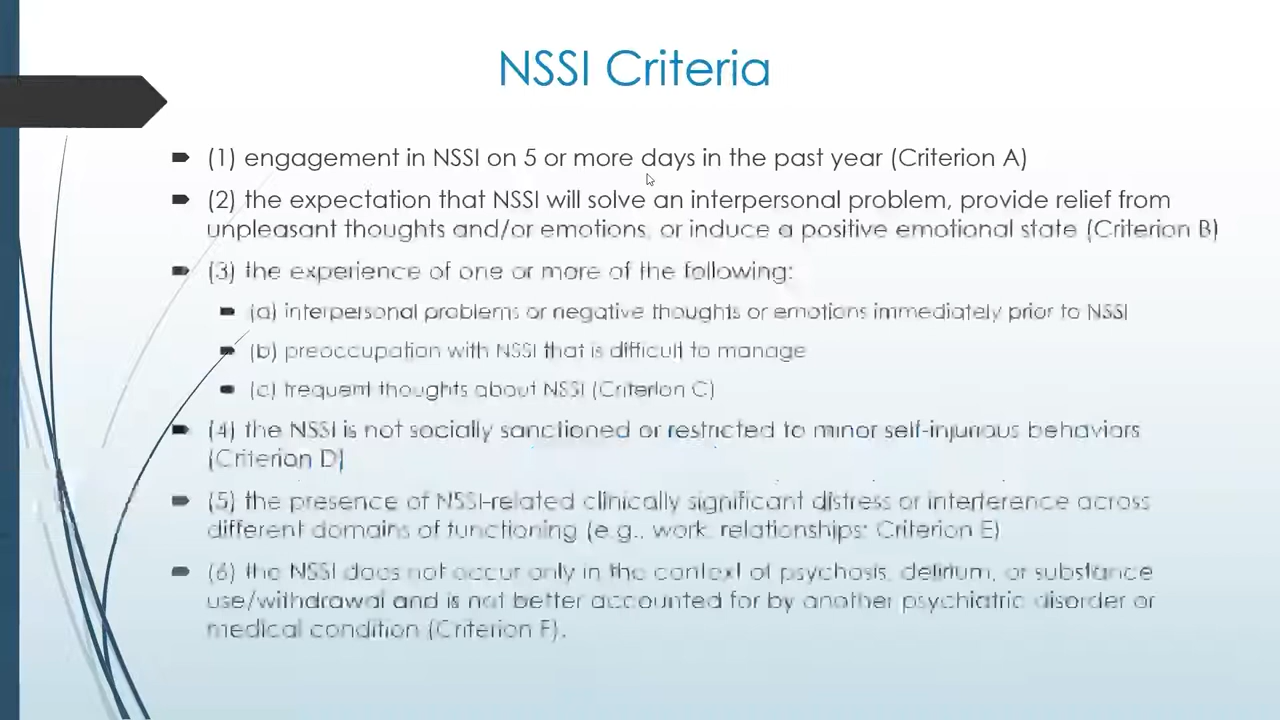 NSSI Criteria
(1) engagement in NSSI on 5 or more days in the past year (Criterion A)
(2) the expectation that NSSI will solve an interpersonal problem, provide relief from
unpleasant thoughts and/or emotions, or induce a positive emotional state (Criterion B)
(3) the experience of one or more of the following:
(a) interpersonal problems or negative thoughts or emotions immediately prior to NSSI
(b) preoccupation with NSSI that is difficult to manage
(c) frequent thoughts about NSSI (Criterion C)
(4) the NSSI is not socially sanctioned or restricted to minor self-injurious behaviors
(Criterion D)
(5) the presence of NSSI-related clinically significant distress or interference across
different domains of functioning (e.g., work, relationships; Criterion E)
(6) the NSSI does not occur only in the context of psychosis, delirium, or substance
use/withdrawal and is not better accounted for by another psychiatric disorder or
medical condition (Criterion F).